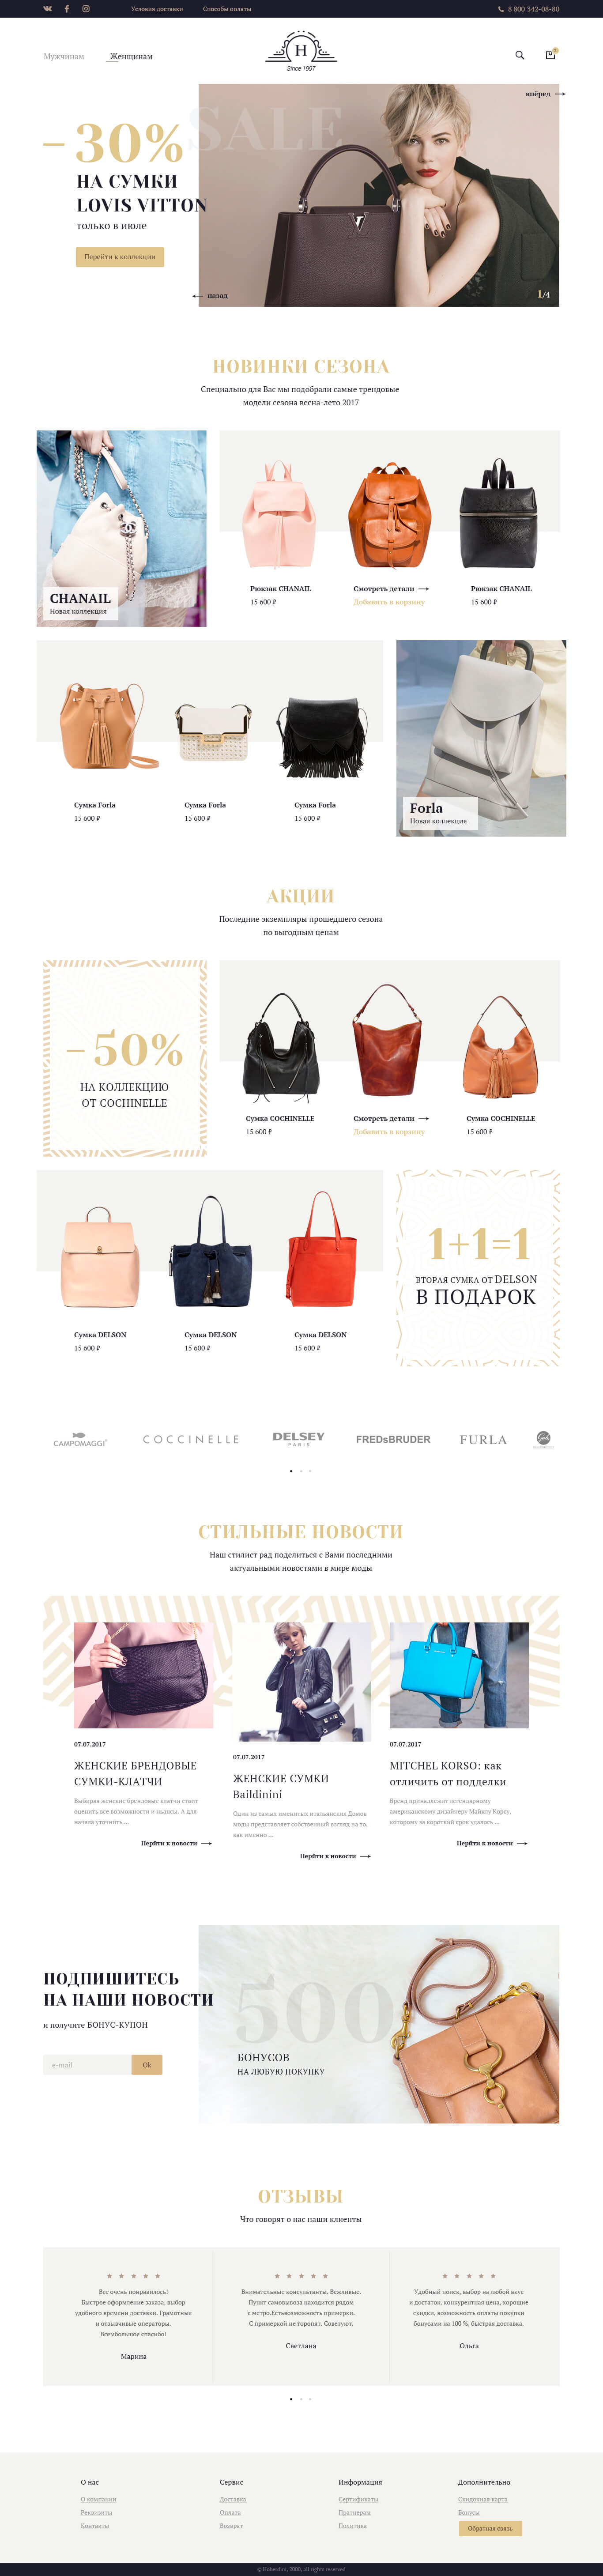 Условия доставки
Способы оплаты
8 800 342-08-80
Мужчинам
Женщинам
H
Since 1997
2
вперед
SALE
– 30%
НА СУМКИ
LOVIS VITTON
только в июле
Перейти к коллекции
назад
1/4
НОВИНКИ СЕЗОНА
Специально для Вас мы подобрали самые трендовые
модели сезона весна-лето 2017
CHANAIL
Новая коллекция
Рюкзак CHANAIL
15 600 ₽
Смотреть детали
Добавить в корзину
Рюкзак CHANAIL
15 600 ₽
Сумка Forla
15 600 ₽
Сумка Forla
15 600 ₽
Сумка Forla
15 600 ₽
Forla
Новая коллекция
АКЦИИ
Последние экземпляры прошедшего сезона
по выгодным ценам
– 50%
НА КОЛЛЕКЦИЮ
ОТ COCHINELLE
Сумка COCHINELLE
15 600 ₽
Смотреть детали
Добавить в корзину
Сумка COCHINELLE
15 600 ₽
Сумка DELSON
15 600 ₽
Сумка DELSON
15 600 ₽
Сумка DELSON
15 600 ₽
1+1=1
ВТОРАЯ СУМКА ОТ DELSON
В ПОДАРОК
CAMPOMAGGI
COCCINELLE
DELSEY
PARIS
FREDsBRUDER
FURLA
СТИЛЬНЫЕ НОВОСТИ
Наш стилист рад поделиться с Вами последними
актуальными новостями в мире моды
07.07.2017
ЖЕНСКИЕ БРЕНДОВЫЕ
СУМКИ-КЛАТЧИ
Выбирая женские брендовые клатчи стоит
оценить все возможности и ньансы. А для
начала уточнить ...
Перйти к новости
07.07.2017
ЖЕНСКИЕ СУМКИ
Baildinini
Один из самых именитых итальянских Домов
моды представляет собственный взгляд на то,
как именно ...
Перйти к новости
07.07.2017
MITCHEL KORSO: как
отличить от подделки
Бренд принадлежит легендарному
американскому дизайнеру Майклу Корсу,
которому за короткий срок удалось ...
Перйти к новости
ПОДПИШИТЕСЬ
НА НАШИ НОВОСТИ
и получите БОНУС-КУПОН
e-mail
Ok
500
БОНУСОВ
НА ЛЮБУЮ ПОКУПКУ
ОТЗЫВЫ
Что говорят о нас наши клиенты
Все очень понравилось!
Быстрое оформление заказа, выбор
удобного времени доставки. Грамотные
и отзывчивые операторы.
Всембольшое спасибо!
Марина
Внимательные консультанты. Вежливые.
Пункт самовывоза находится рядом
с метро.Естьвозможность примерки.
С примеркой не торопят. Советуют.
Светлана
Удобный поиск, выбор на любой вкус
и достаток, конкурентная цена, хорошие
скидки, возможность оплаты покупки
бонусами на 100 %, быстрая доставка.
Ольга
О нас
О компании
Реквизиты
Контакты
Сервис
Доставка
Оплата
Возврат
Информация
Сертификаты
Пратнерам
Политика
Дополнительно
Скидочная карта
Бонусы
Обратная связь
© Huberdini, 2000, all rights reserved